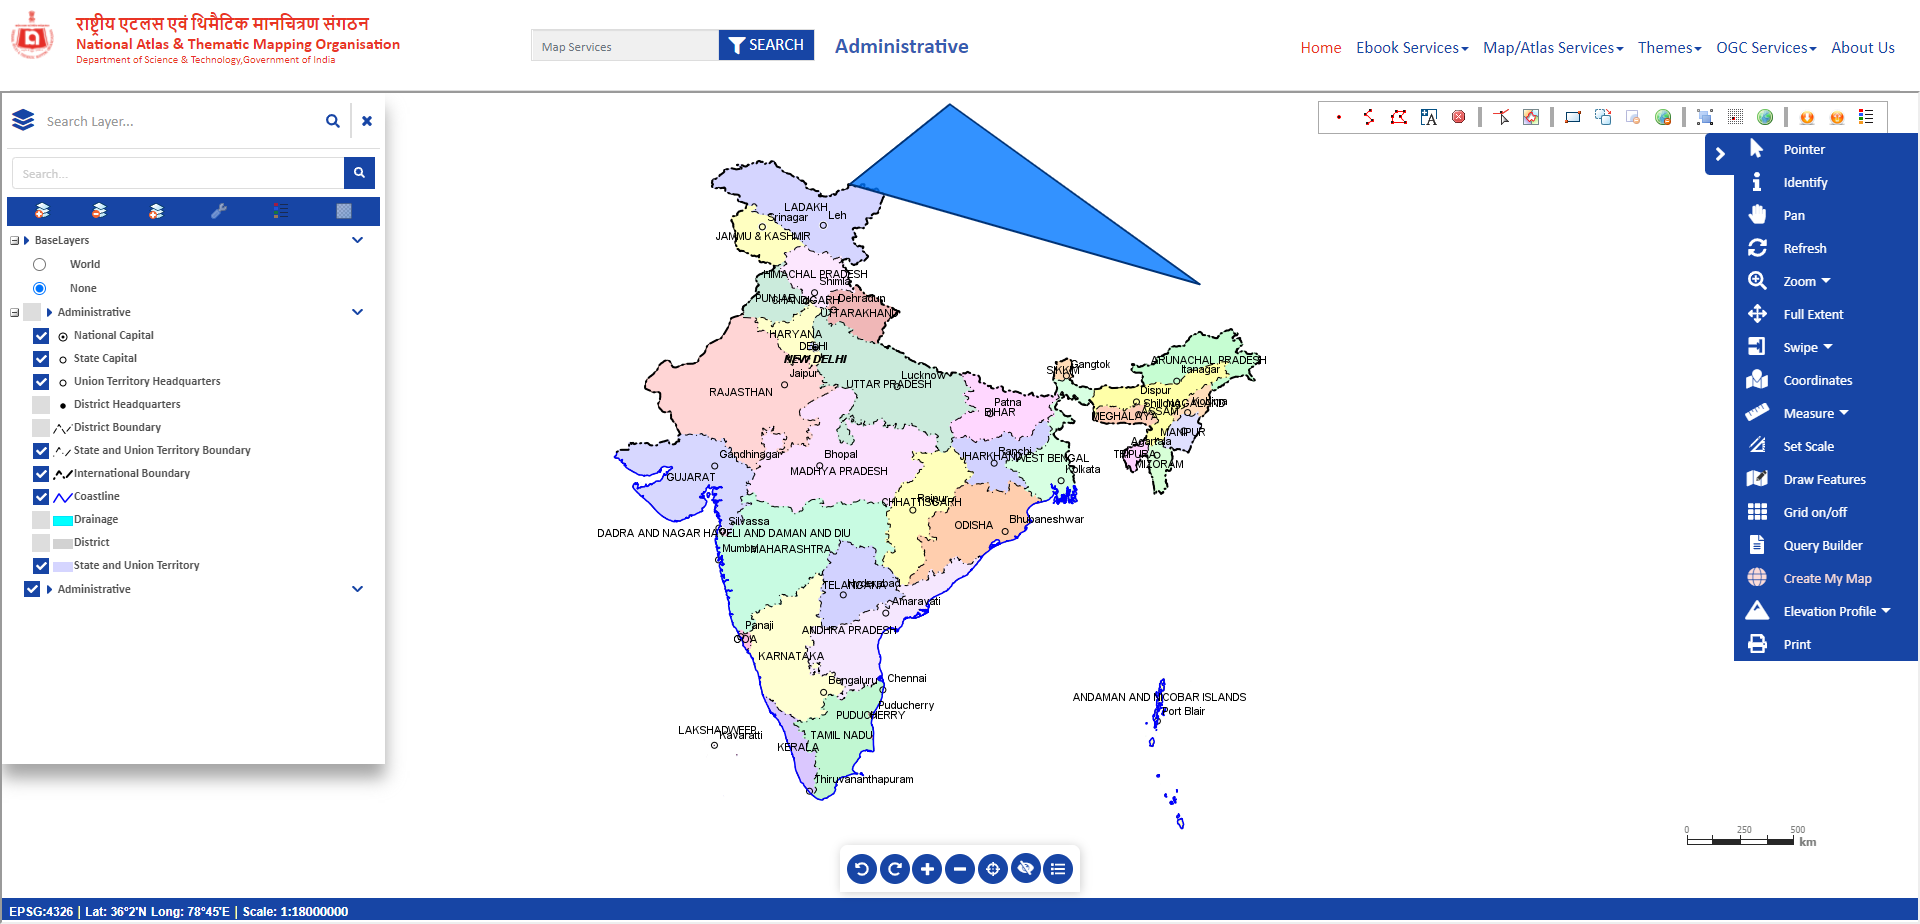 राष्ट्रीय एटलस एवं थिमैटिक मानचित्रण संगठन
National Atlas & Thematic Mapping Organisation
Department of Science & Technology,Government of India
Map Services
SEARCH
Administrative
Home
Ebook Services
Map/Atlas Services
Themes
OGC Services
About Us
Search Layer...
Search...
BaseLayers
World
None
Administrative
National Capital
State Capital
Union Territory Headquarters
District Headquarters
District Boundary
State and Union Territory Boundary
International Boundary
Coastline
Drainage
District
State and Union Territory
Administrative
LADAKH
Srinagar
Leh
JAMMU & KASHMIR
HIMACHAL PRADESH
Shimla
PUNJAB
CHANDIGARH
Dehradun
UTTARAKHAND
HARYANA
DELHI
NEW DELHI
Jaipur
RAJASTHAN
Lucknow
UTTAR PRADESH
Gangtok
SIKKIM
ARUNACHAL PRADESH
Itanagar
Dispur
Shillong
NAGALAND
Kohima
MEGHALAYA
ASSAM
MANIPUR
Agartala
TRIPURA
MIZORAM
Patna
BIHAR
Gandhinagar
GUJARAT
Bhopal
MADHYA PRADESH
Ranchi
JHARKHAND
WEST BENGAL
Kolkata
Raipur
CHHATTISGARH
ODISHA
Bhubaneshwar
Silvassa
DADRA AND NAGAR HAVELI AND DAMAN AND DIU
Mumbai
MAHARASHTRA
Hyderabad
TELANGANA
Amaravati
ANDHRA PRADESH
Panaji
GOA
KARNATAKA
Bengaluru
Chennai
Puducherry
PUDUCHERRY
LAKSHADWEEP
Kavaratti
TAMIL NADU
KERALA
Thiruvananthapuram
ANDAMAN AND NICOBAR ISLANDS
Port Blair
Pointer
Identify
Pan
Refresh
Zoom
Full Extent
Swipe
Coordinates
Measure
Set Scale
Draw Features
Grid on/off
Query Builder
Create My Map
Elevation Profile
Print
0 250 500
km
EPSG:4326 | Lat: 36°2'N Long: 78°45'E | Scale: 1:18000000